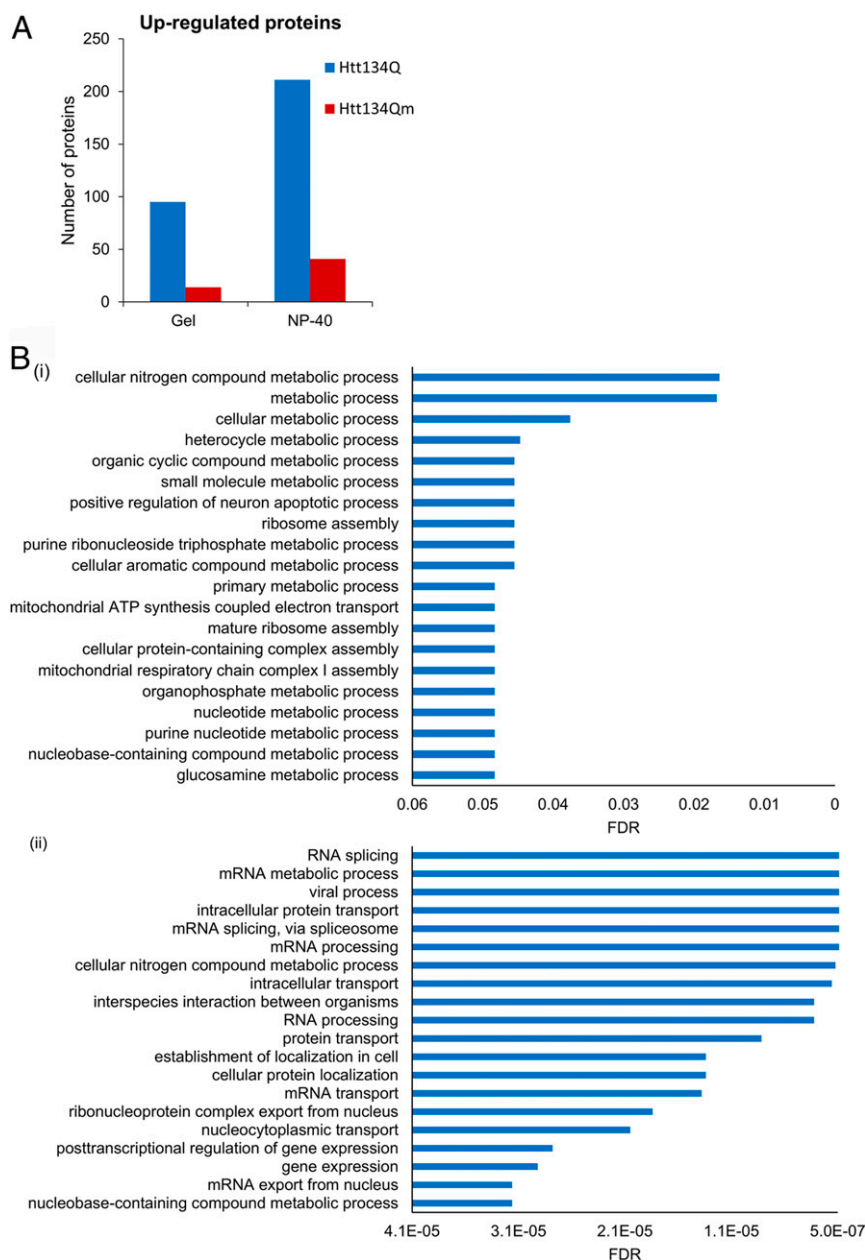 A
Up-regulated proteins
250
200
150
100
50
0
Number of proteins
Htt134Q
Htt134Qm
Gel
NP-40
B
(i)
cellular nitrogen compound metabolic process
metabolic process
cellular metabolic process
heterocycle metabolic process
organic cyclic compound metabolic process
small molecule metabolic process
positive regulation of neuron apoptotic process
ribosome assembly
purine ribonucleoside triphosphate metabolic process
cellular aromatic compound metabolic process
primary metabolic process
mitochondrial ATP synthesis coupled electron transport
mature ribosome assembly
cellular protein-containing complex assembly
mitochondrial respiratory chain complex I assembly
organophosphate metabolic process
nucleotide metabolic process
purine nucleotide metabolic process
nucleobase-containing compound metabolic process
glucosamine metabolic process
0.06 0.05 0.04 0.03 0.02 0.01 0
FDR
(ii)
RNA splicing
mRNA metabolic process
viral process
intracellular protein transport
mRNA splicing, via spliceosome
mRNA processing
cellular nitrogen compound metabolic process
intracellular transport
interspecies interaction between organisms
RNA processing
protein transport
establishment of localization in cell
cellular protein localization
mRNA transport
ribonucleoprotein complex export from nucleus
nucleocytoplasmic transport
posttranscriptional regulation of gene expression
gene expression
mRNA export from nucleus
nucleobase-containing compound metabolic process
4.1E-05 3.1E-05 2.1E-05 1.1E-05 5.0E-07
FDR